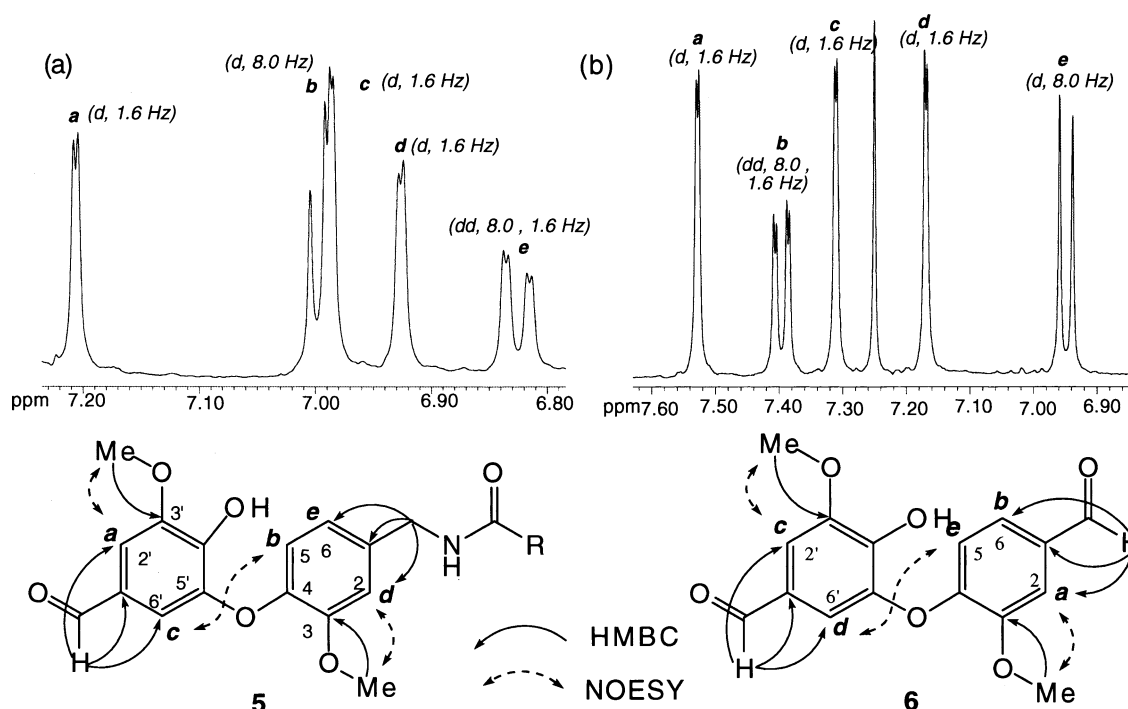 (a)
a (d, 1.6 Hz)
(d, 8.0 Hz)
b
c (d, 1.6 Hz)
d (d, 1.6 Hz)
(dd, 8.0 , 1.6 Hz)
e
ppm 7.20 7.10 7.00 6.90 6.80
(b)
a
(d, 1.6 Hz)
b
(dd, 8.0 ,
1.6 Hz)
c
(d, 1.6 Hz)
d
(d, 1.6 Hz)
e
(d, 8.0 Hz)
ppm7.60 7.50 7.40 7.30 7.20 7.10 7.00 6.90
Me
O
3'
OH
a
2'
5'
6'
c
O
H
O
b
5
e
6
4
2
d
3
O
Me
N
H
O
R
5
HMBC
NOESY
Me
O
OH
c
2'
6'
d
O
H
O
e
5
b
6
2
a
O
Me
O
H
6